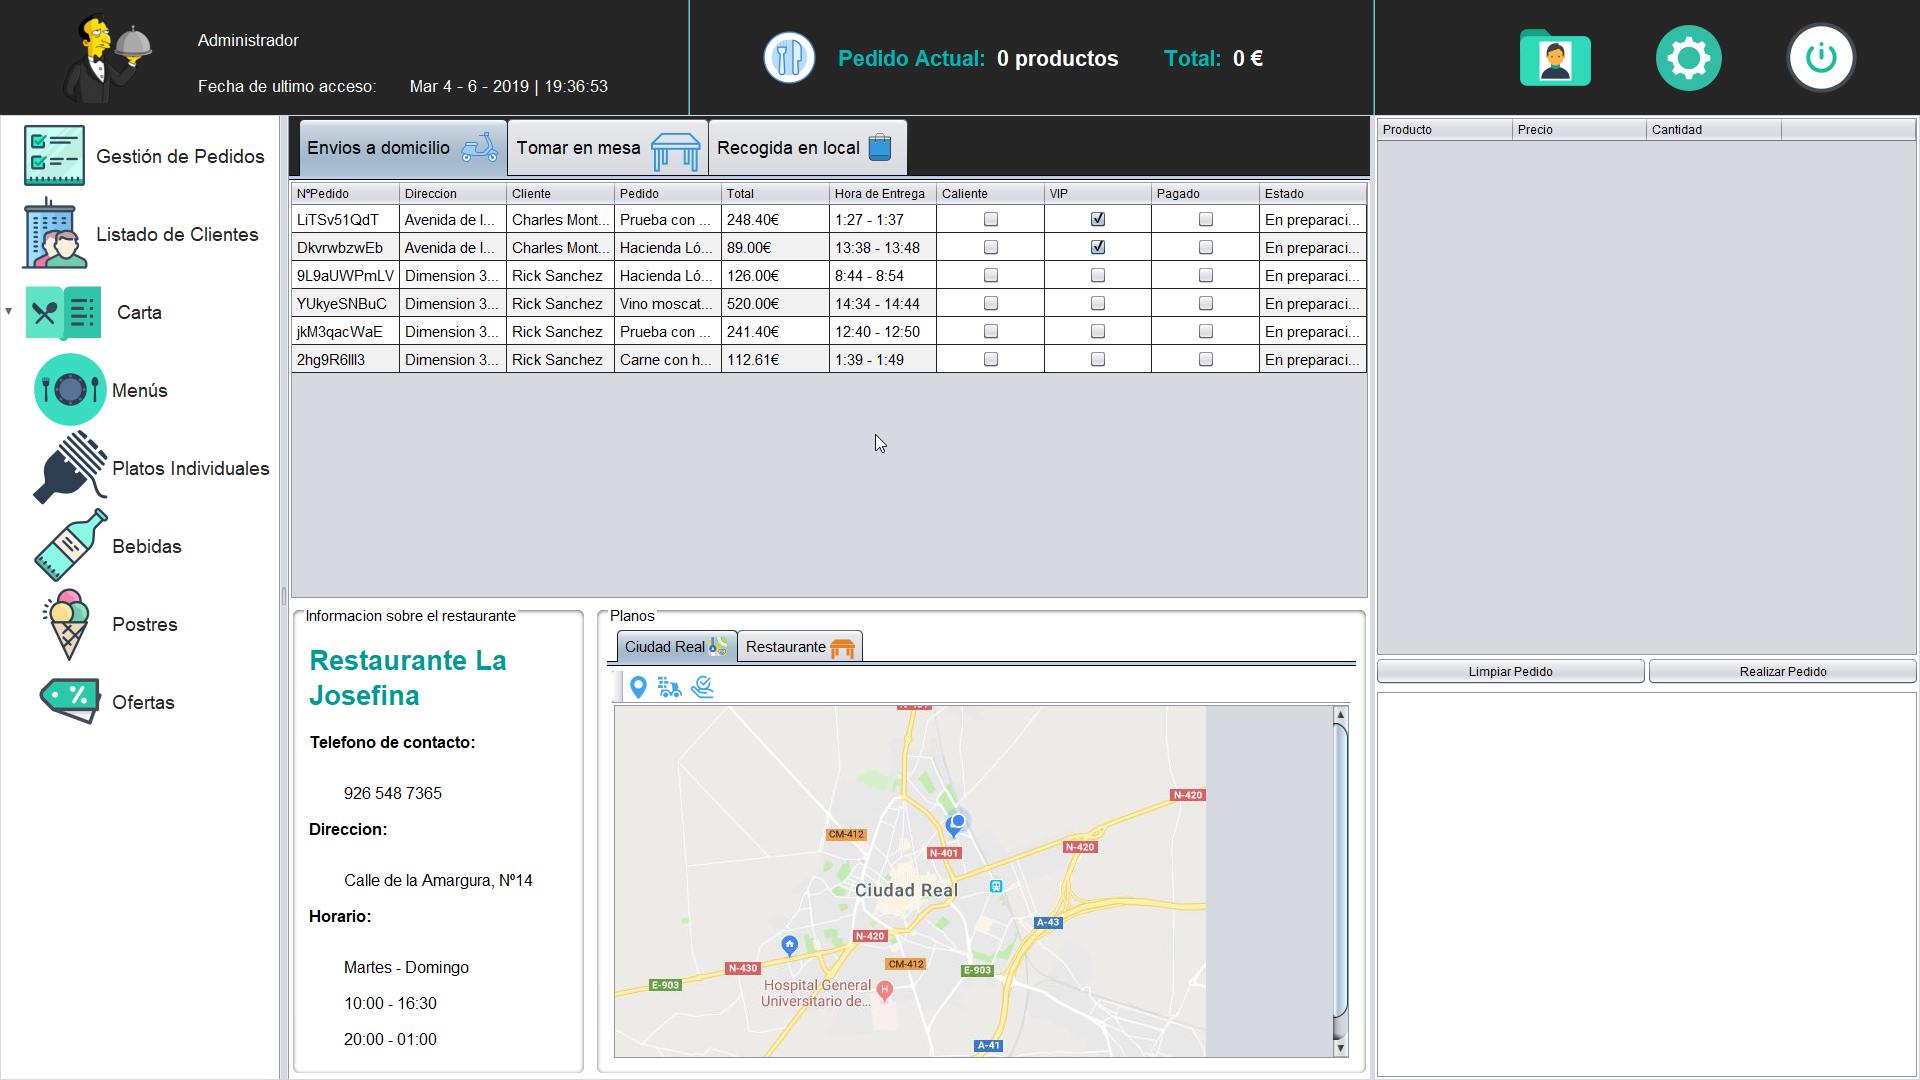 Administrador
Fecha de ultimo acceso: Mar 4 - 6 - 2019 | 19:36:53
Pedido Actual: 0 productos Total: 0 €
Gestión de Pedidos
Listado de Clientes
Carta
Menús
Platos Individuales
Bebidas
Postres
Ofertas
Envios a domicilio Tomar en mesa Recogida en local
NºPedido Direccion Cliente Pedido Total Hora de Entrega Caliente VIP Pagado Estado
LiTSv51QdT Avenida de l... Charles Mont... Prueba con ... 248.40€ 1:27 - 1:37 En preparaci...
DkvrwbzwEb Avenida de l... Charles Mont... Hacienda Ló... 89.00€ 13:38 - 13:48 En preparaci...
9L9aUWPmLV Dimension 3... Rick Sanchez Hacienda Ló... 126.00€ 8:44 - 8:54 En preparaci...
YUkyeSNBuC Dimension 3... Rick Sanchez Vino moscat... 520.00€ 14:34 - 14:44 En preparaci...
jkM3qacWaE Dimension 3... Rick Sanchez Prueba con ... 241.40€ 12:40 - 12:50 En preparaci...
Dimension 3... Rick Sanchez Carne con h... 112.61€ 1:39 - 1:49 En preparaci...
Informacion sobre el restaurante
Restaurante La
Josefina
Telefono de contacto:
926 548 7365
Direccion:
Calle de la Amargura, Nº14
Horario:
Martes - Domingo
10:00 - 16:30
20:00 - 01:00
Planos
Ciudad Real Restaurante
N-420
CM-412
N-420
N-401
Ciudad Real
A-43
N-420
CM-412
N-430
E-903
E-903
Hospital General
Universitario de...
H
A-41
Producto Precio Cantidad
Limpiar Pedido Realizar Pedido